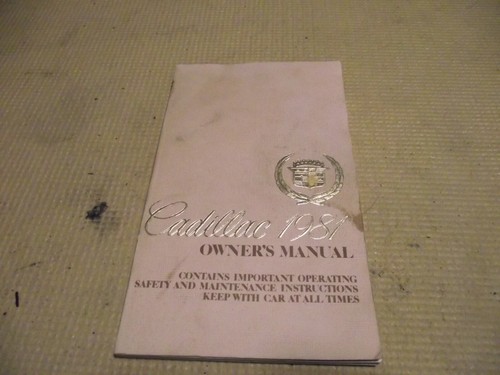 Cadillac 1981
OWNER'S MANUAL
CONTAINS IMPORTANT OPERATING
SAFETY AND MAINTENANCE INSTRUCTIONS
KEEP WITH CAR AT ALL TIMES